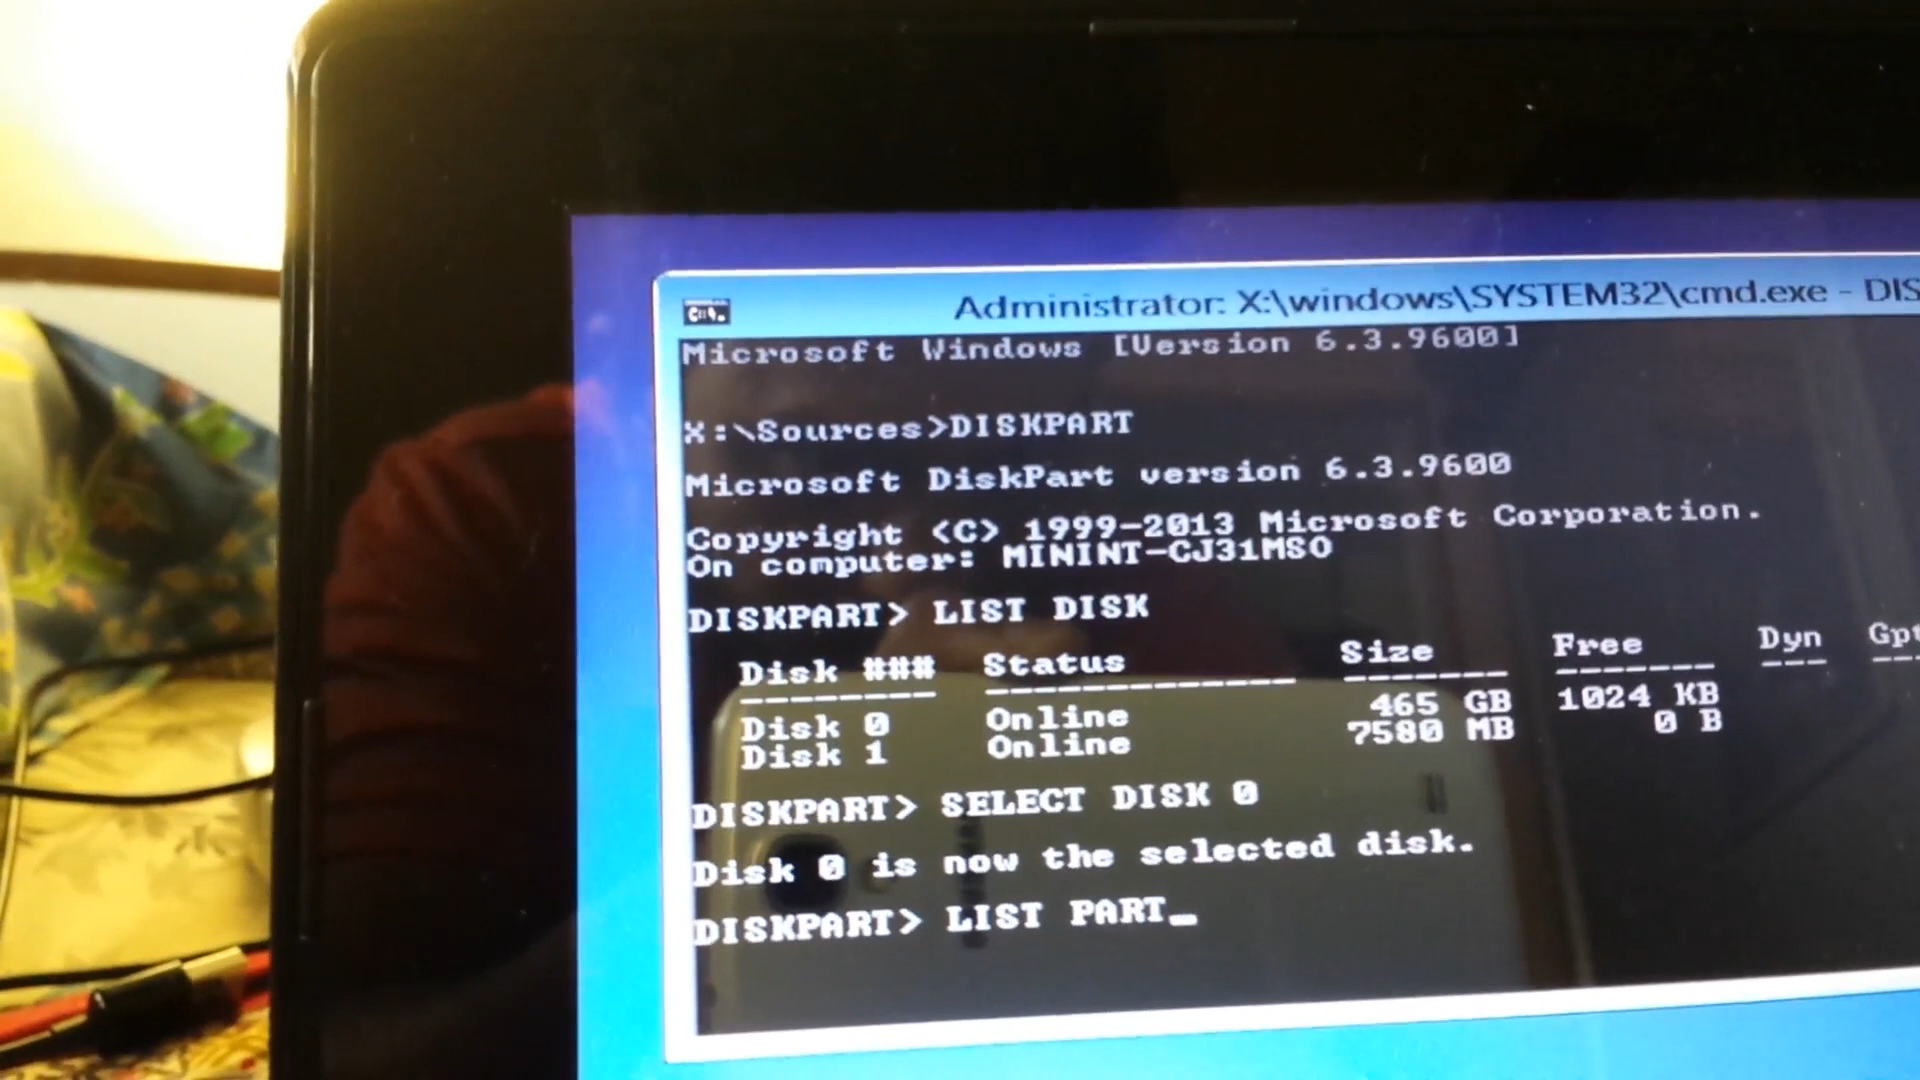 Administrator: X:\windows\SYSTEM32\cmd.exe - DIS
Microsoft Windows [Version 6.3.9600]
X:\Sources>DISKPART
Microsoft DiskPart version 6.3.9600
Copyright (C) 1999-2013 Microsoft Corporation.
On computer: MININT-CJ31MSO
DISKPART> LIST DISK
Disk ### Status Size Free Dyn Gpt
-------- ------------- ------- ------- --- ---
Disk 0 Online 465 GB 1024 KB
Disk 1 Online 7580 MB 0 B
DISKPART> SELECT DISK 0
Disk 0 is now the selected disk.
DISKPART> LIST PART_